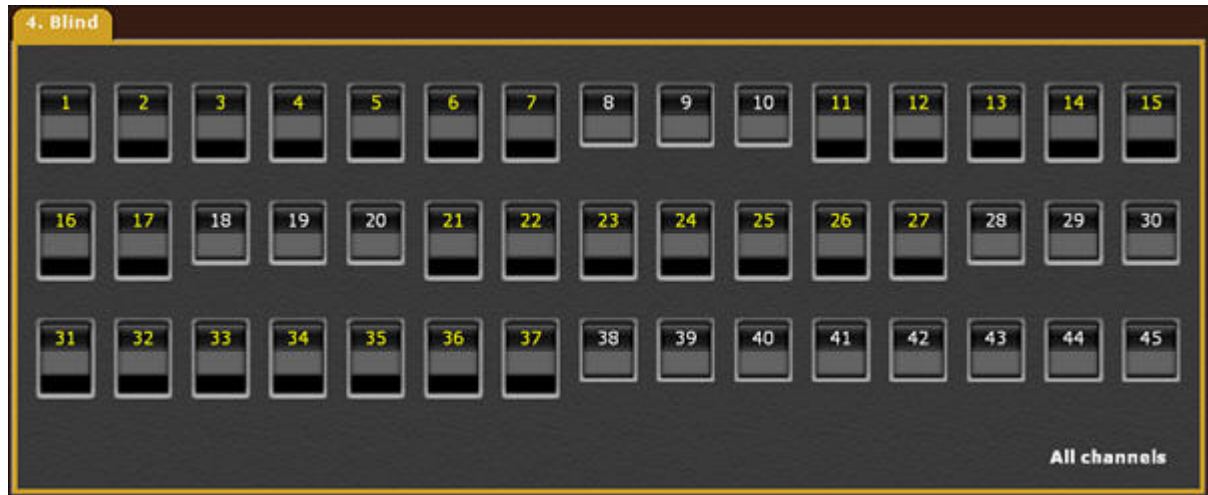 4. Blind
1 2 3 4 5 6 7 8 9 10 11 12 13 14 15
16 17 18 19 20 21 22 23 24 25 26 27 28 29 30
31 32 33 34 35 36 37 38 39 40 41 42 43 44 45
All channels